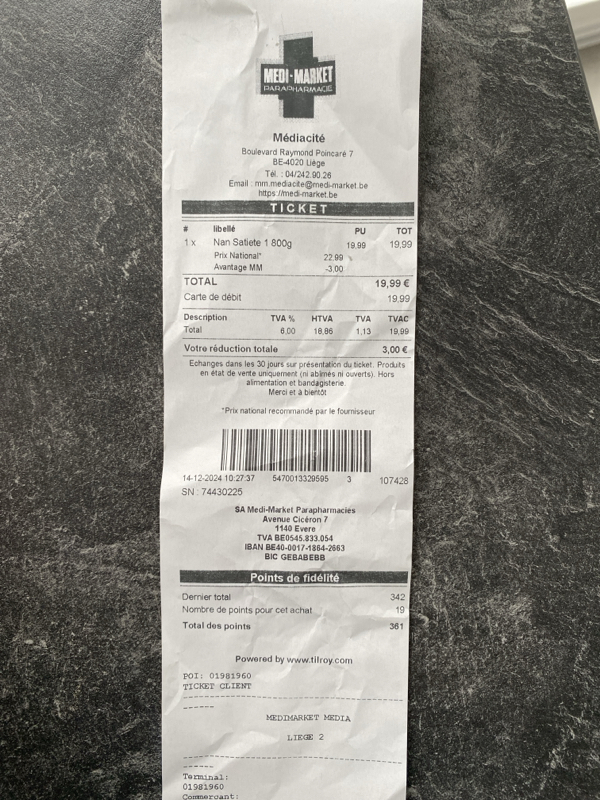 MEDI-MARKET
PARAPHARMACIE
Médiacité
Boulevard Raymond Poincaré 7
BE-4020 Liège
Tél. : 04/242.90.26
Email : mm.mediacite@medi-market.be
https://medi-market.be
TICKET
# libellé PU TOT
1 x Nan Satiete 1 800g 19,99 19,99
Prix National* 22.99
Avantage MM -3.00
TOTAL 19,99 €
Carte de débit 19,99
Description TVA % HTVA TVA TVAC
Total 6,00 18,86 1,13 19,99
Votre réduction totale 3,00 €
Echanges dans les 30 jours sur présentation du ticket. Produits
en état de vente uniquement (ni abîmés ni ouverts). Hors
alimentation et bandagisterie.
Merci et à bientôt
*Prix national recommandé par le fournisseur
14-12-2024 10:27:37 5470013329595 3 107428
SN : 74430225
SA Medi-Market Parapharmacies
Avenue Cicéron 7
1140 Evere
TVA BE0545.833.054
IBAN BE40-0017-1864-2663
BIC GEBABEBB
Points de fidélité
Dernier total 342
Nombre de points pour cet achat 19
Total des points 361
Powered by www.tilroy.com
POI: 01981960
TICKET CLIENT
MEDIMARKET MEDIA
LIEGE 2
Terminal:
01981960
Commerçant: